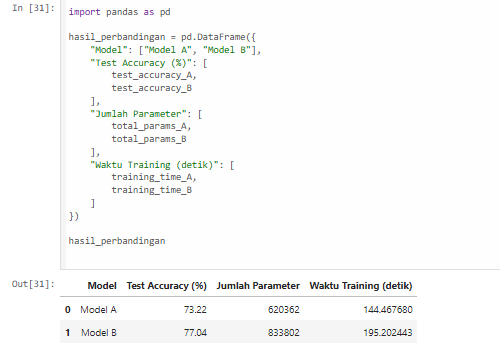 In [31]:
import pandas as pd
hasil_perbandingan = pd.DataFrame({
"Model": ["Model A", "Model B"],
"Test Accuracy (%)": [
test_accuracy_A,
test_accuracy_B
],
"Jumlah Parameter": [
total_params_A,
total_params_B
],
"Waktu Training (detik)": [
training_time_A,
training_time_B
]
})
hasil_perbandingan
Out[31]:
Model Test Accuracy (%) Jumlah Parameter Waktu Training (detik)
0 Model A 73.22 620362 144.467680
1 Model B 77.04 833802 195.202443